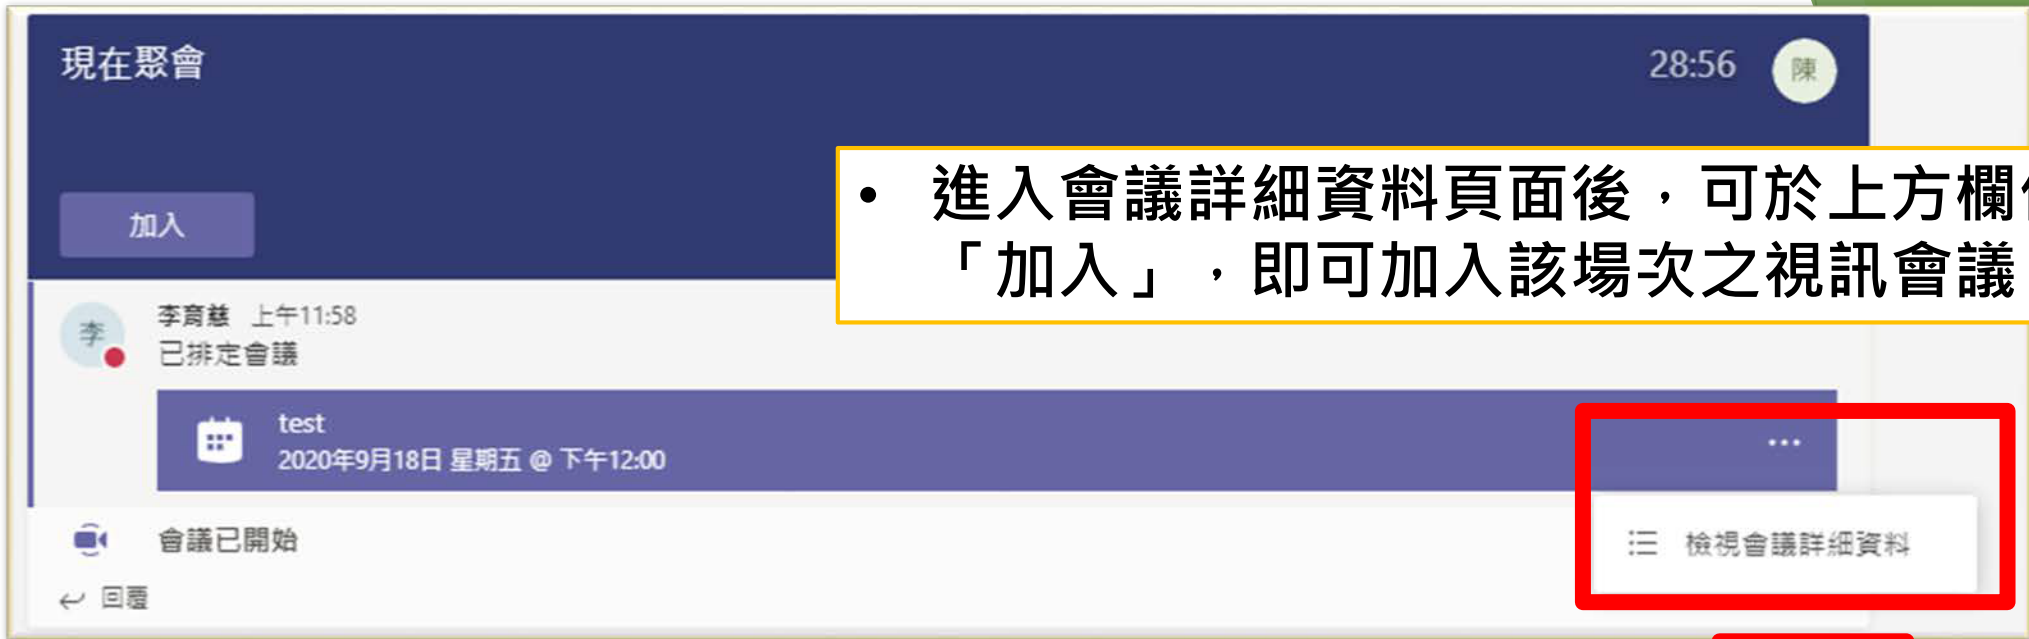 現在聚會
28:56
陳
加入
• 進入會議詳細資料頁面後，可於上方欄
「加入」，即可加入該場次之視訊會議
李育慈 上午11:58
李
已排定會議
test
2020年9月18日 星期五 @ 下午12:00
...
會議已開始
檢視會議詳細資料
回覆